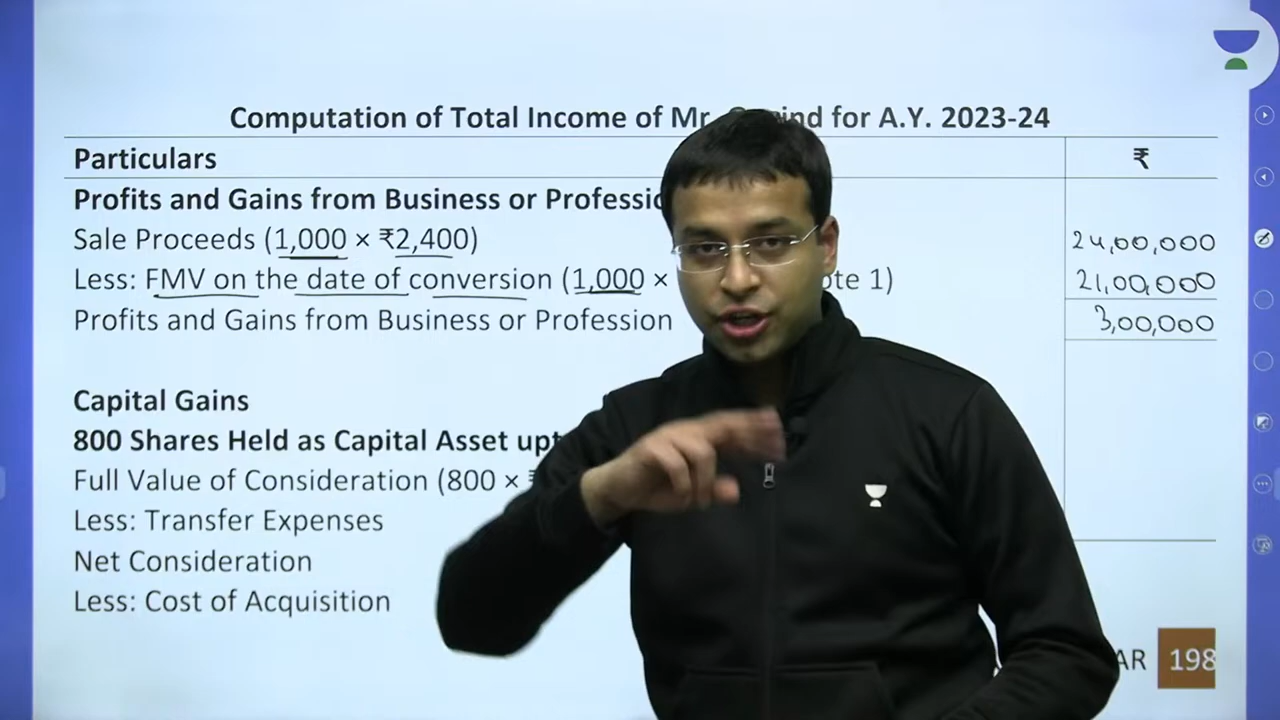 Computation of Total Income of Mr. nd for A.Y. 2023-24
Particulars ₹
Profits and Gains from Business or Professio
Sale Proceeds (1,000 × ₹2,400) 24,00,000
Less: FMV on the date of conversion (1,000 × ote 1) 21,00,000
Profits and Gains from Business or Profession 3,00,000
Capital Gains
800 Shares Held as Capital Asset upt
Full Value of Consideration (800 ×
Less: Transfer Expenses
Net Consideration
Less: Cost of Acquisition
AR 198